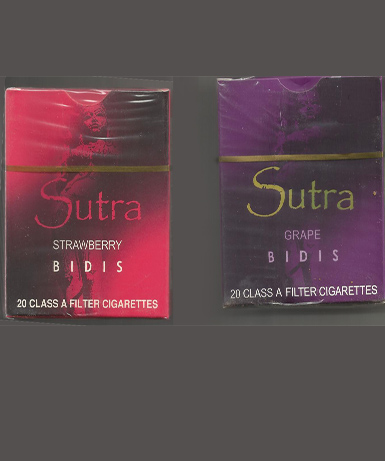 Sutra
STRAWBERRY
BIDIS
20 CLASS A FILTER CIGARETTES
Sutra
GRAPE
BIDIS
20 CLASS A FILTER CIGARETTES